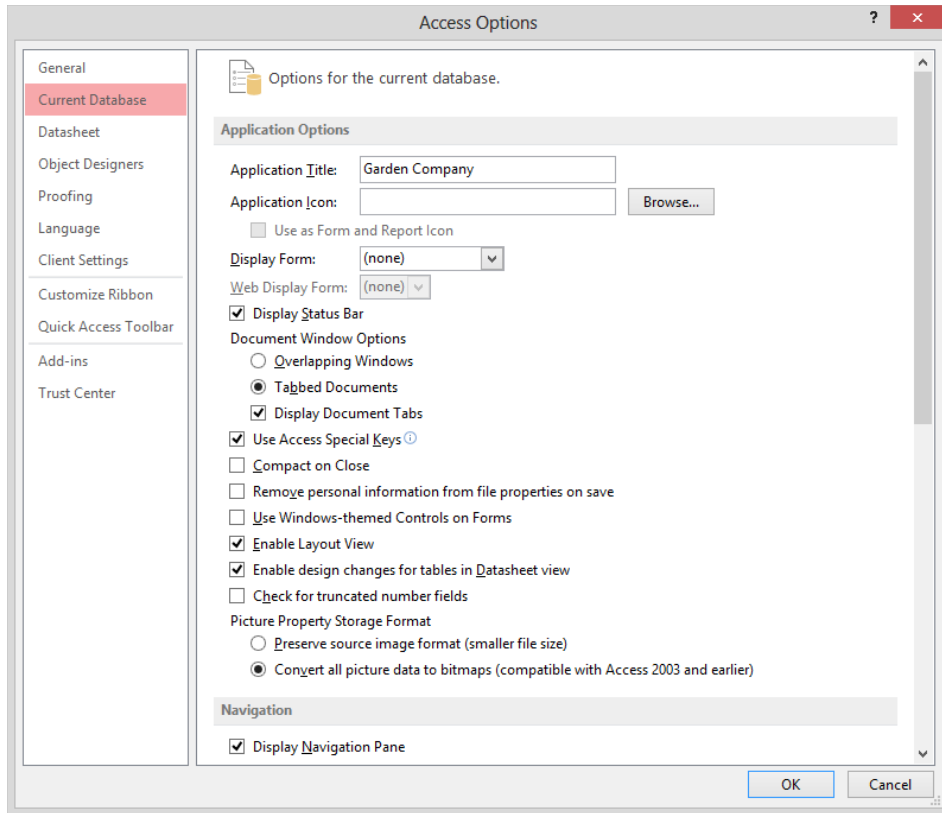 Access Options
?
×
General
Current Database
Datasheet
Object Designers
Proofing
Language
Client Settings
Customize Ribbon
Quick Access Toolbar
Add-ins
Trust Center
Options for the current database.
Application Options
Application Title: Garden Company
Application Icon: Browse...
Use as Form and Report Icon
Display Form: (none)
Web Display Form: (none)
Display Status Bar
Document Window Options
Overlapping Windows
Tabbed Documents
Display Document Tabs
Use Access Special Keys
Compact on Close
Remove personal information from file properties on save
Use Windows-themed Controls on Forms
Enable Layout View
Enable design changes for tables in Datasheet view
Check for truncated number fields
Picture Property Storage Format
Preserve source image format (smaller file size)
Convert all picture data to bitmaps (compatible with Access 2003 and earlier)
Navigation
Display Navigation Pane
OK Cancel